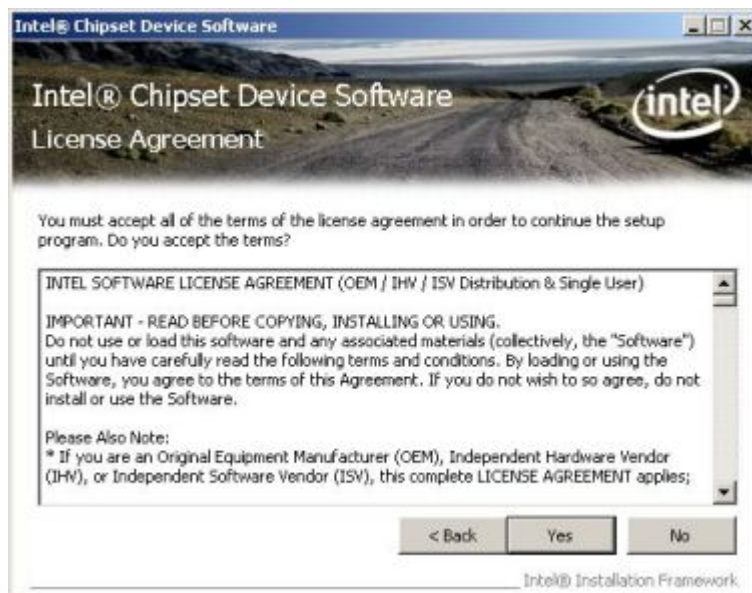 Intel® Chipset Device Software
Intel® Chipset Device Software
intel
License Agreement
You must accept all of the terms of the license agreement in order to continue the setup
program. Do you accept the terms?
INTEL SOFTWARE LICENSE AGREEMENT (OEM / IHV / ISV Distribution & Single User)
IMPORTANT - READ BEFORE COPYING, INSTALLING OR USING.
Do not use or load this software and any associated materials (collectively, the "Software")
until you have carefully read the following terms and conditions. By loading or using the
Software, you agree to the terms of this Agreement. If you do not wish to so agree, do not
install or use the Software.
Please Also Note:
* If you are an Original Equipment Manufacturer (OEM), Independent Hardware Vendor
(IHV), or Independent Software Vendor (ISV), this complete LICENSE AGREEMENT applies;
< Back Yes No
Intel® Installation Framework